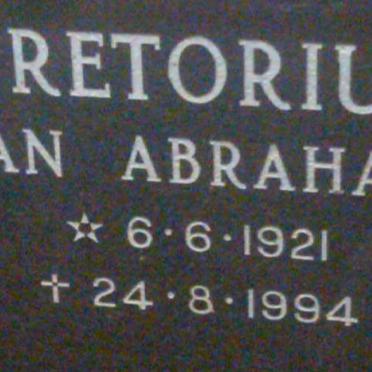 RETORIU
AN ABRAHA
☆ 6·6·1921
✝ 24·8·1994